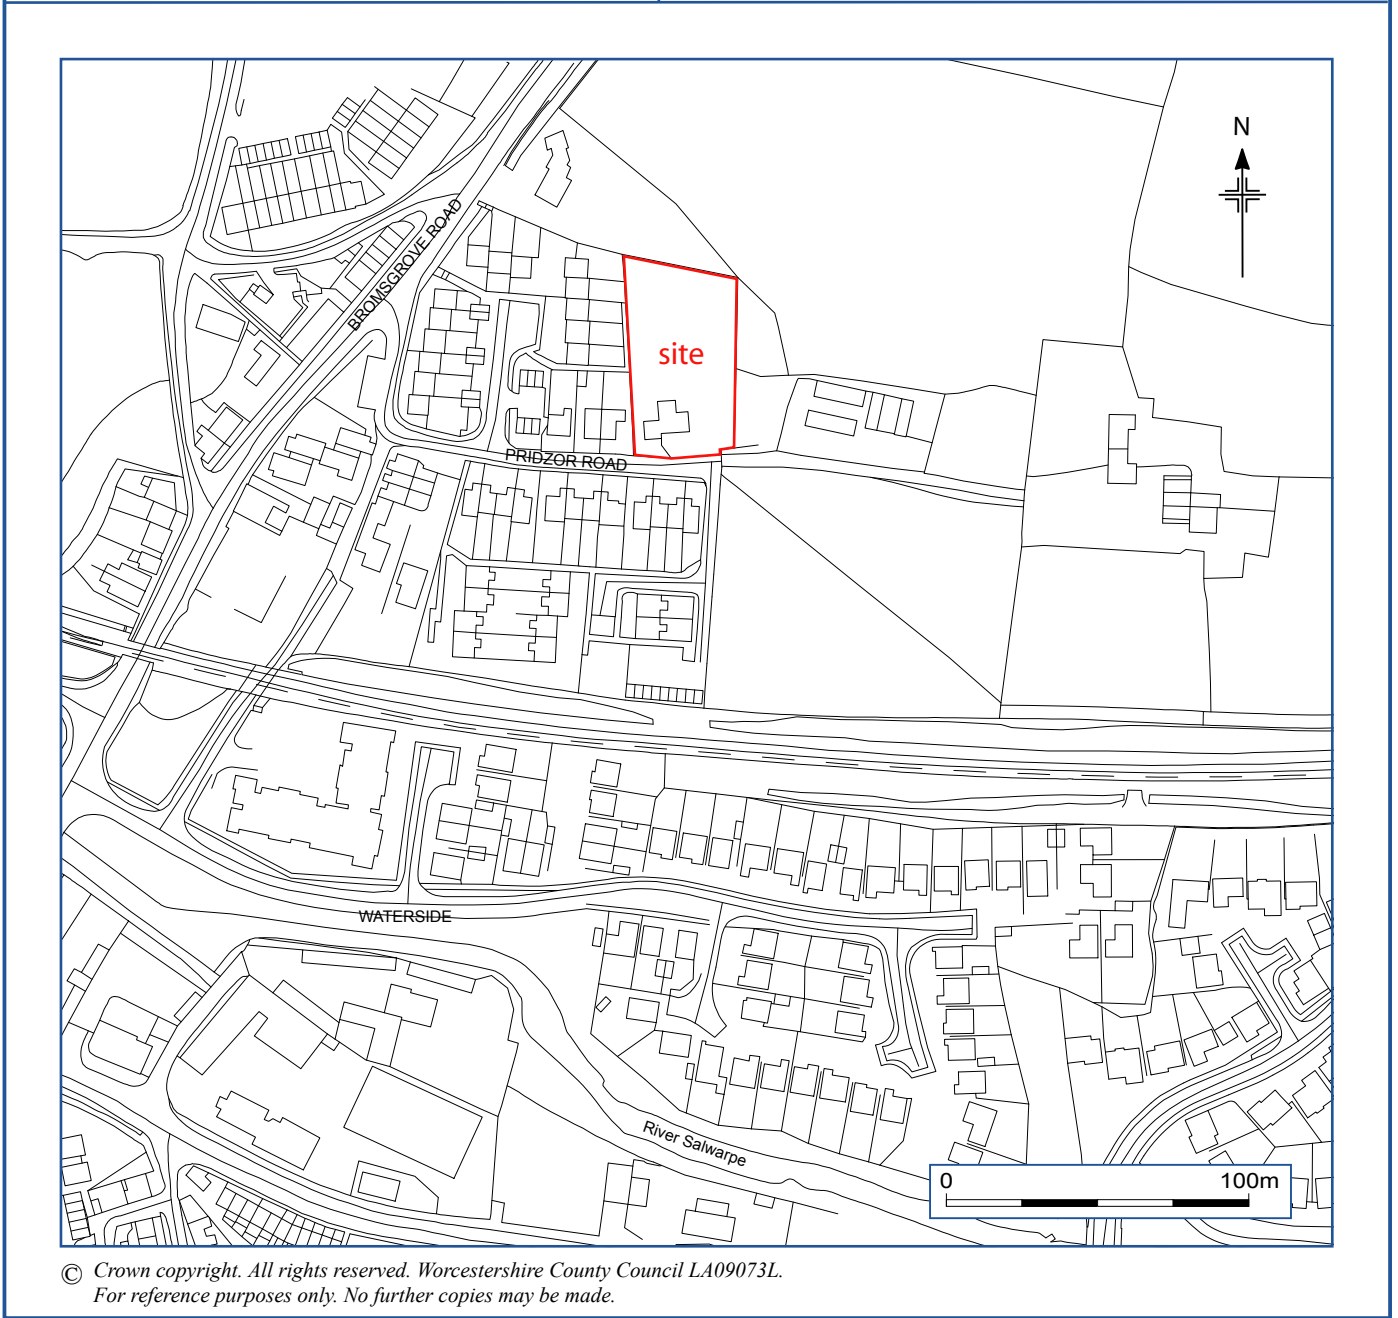 N
BROMSGROVE ROAD
site
PRIDZOR ROAD
WATERSIDE
River Salwarpe
0 100m
© Crown copyright. All rights reserved. Worcestershire County Council LA09073L.
For reference purposes only. No further copies may be made.